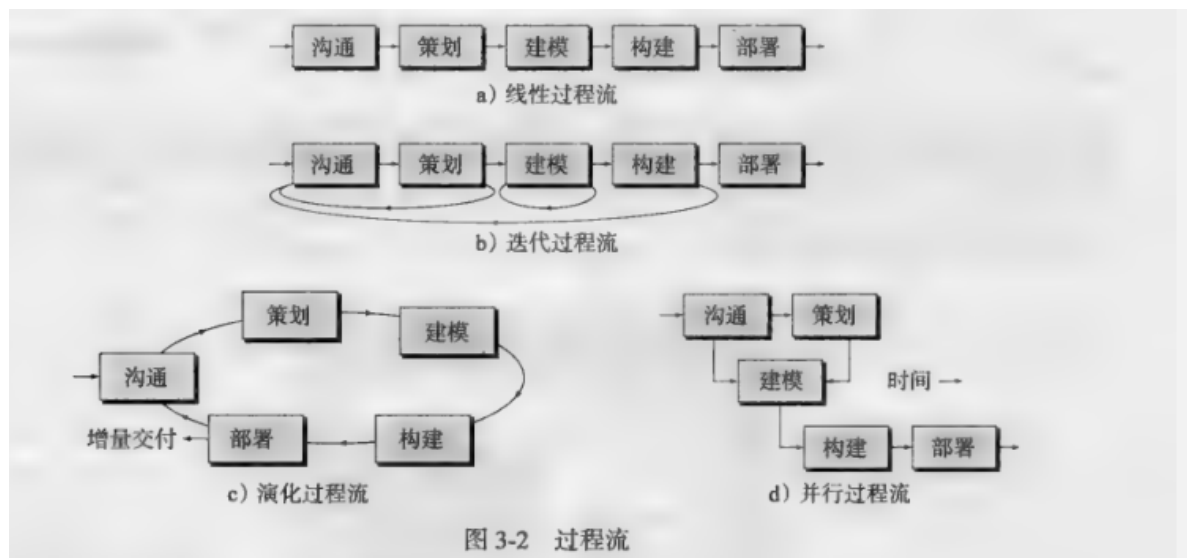 沟通 策划 建模 构建 部署
a）线性过程流
沟通 策划 建模 构建 部署
b）迭代过程流
策划
建模
沟通
增量交付 部署 构建
c）演化过程流
沟通 策划
建模 时间
构建 部署
d）并行过程流
图 3-2 过程流